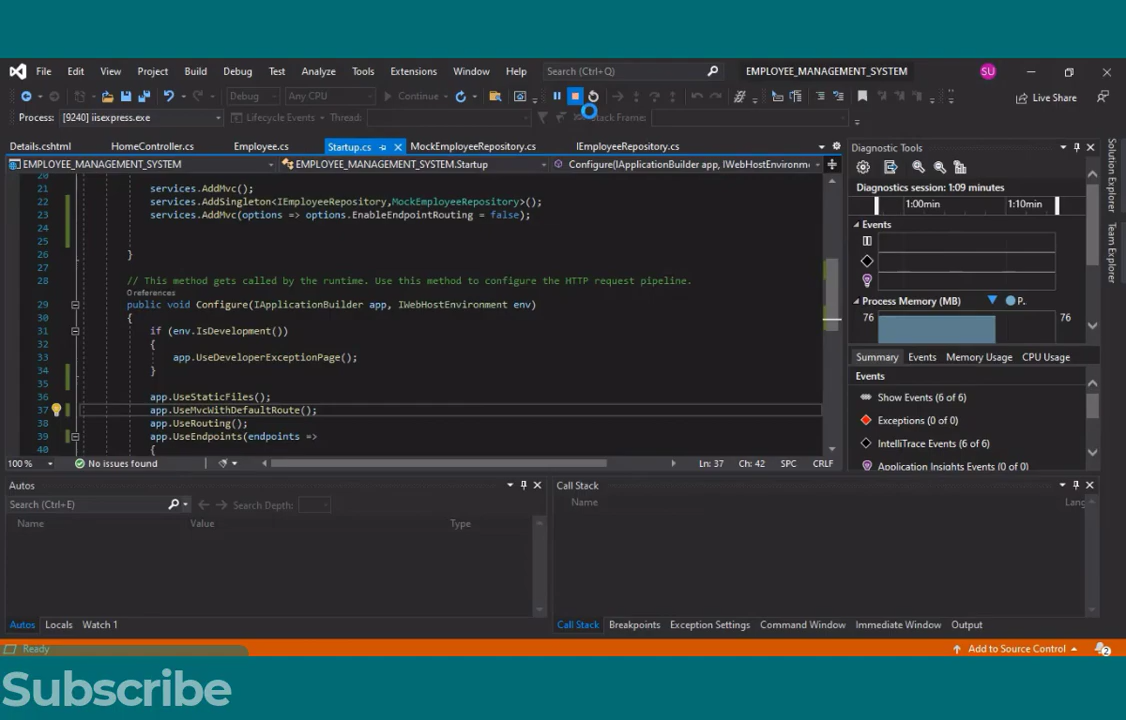 File Edit View Project Build Debug Test Analyze Tools Extensions Window Help Search (Ctrl+Q) EMPLOYEE_MANAGEMENT_SYSTEM SU
Debug Any CPU Continue Live Share
Process: [9240] iisexpress.exe Lifecycle Events Thread: Stack Frame:
Details.cshtml HomeController.cs Employee.cs Startup.cs MockEmployeeRepository.cs IEmployeeRepository.cs
EMPLOYEE_MANAGEMENT_SYSTEM EMPLOYEE_MANAGEMENT_SYSTEM.Startup Configure(IApplicationBuilder app, IWebHostEnvironm
20
21 services.AddMvc();
22 services.AddSingleton<IEmployeeRepository,MockEmployeeRepository>();
23 services.AddMvc(options => options.EnableEndpointRouting = false);
24
25
26 }
27
28 // This method gets called by the runtime. Use this method to configure the HTTP request pipeline.
0 references
29 public void Configure(IApplicationBuilder app, IWebHostEnvironment env)
30 {
31 if (env.IsDevelopment())
32 {
33 app.UseDeveloperExceptionPage();
34 }
35
36 app.UseStaticFiles();
37 app.UseMvcWithDefaultRoute();
38 app.UseRouting();
39 app.UseEndpoints(endpoints =>
40 {
100 % No issues found Ln: 37 Ch: 42 SPC CRLF
Diagnostic Tools
Diagnostics session: 1:09 minutes
1:00min 1:10min
Events
Process Memory (MB) P..
76 76
Summary Events Memory Usage CPU Usage
Events
Show Events (6 of 6)
Exceptions (0 of 0)
IntelliTrace Events (6 of 6)
Application Insights Events (0 of 0)
Solution Explorer
Team Explorer
Autos
Search (Ctrl+E) Search Depth:
Name Value Type
Autos Locals Watch 1
Call Stack
Name Lang
Call Stack Breakpoints Exception Settings Command Window Immediate Window Output
Ready Add to Source Control 2
Subscribe